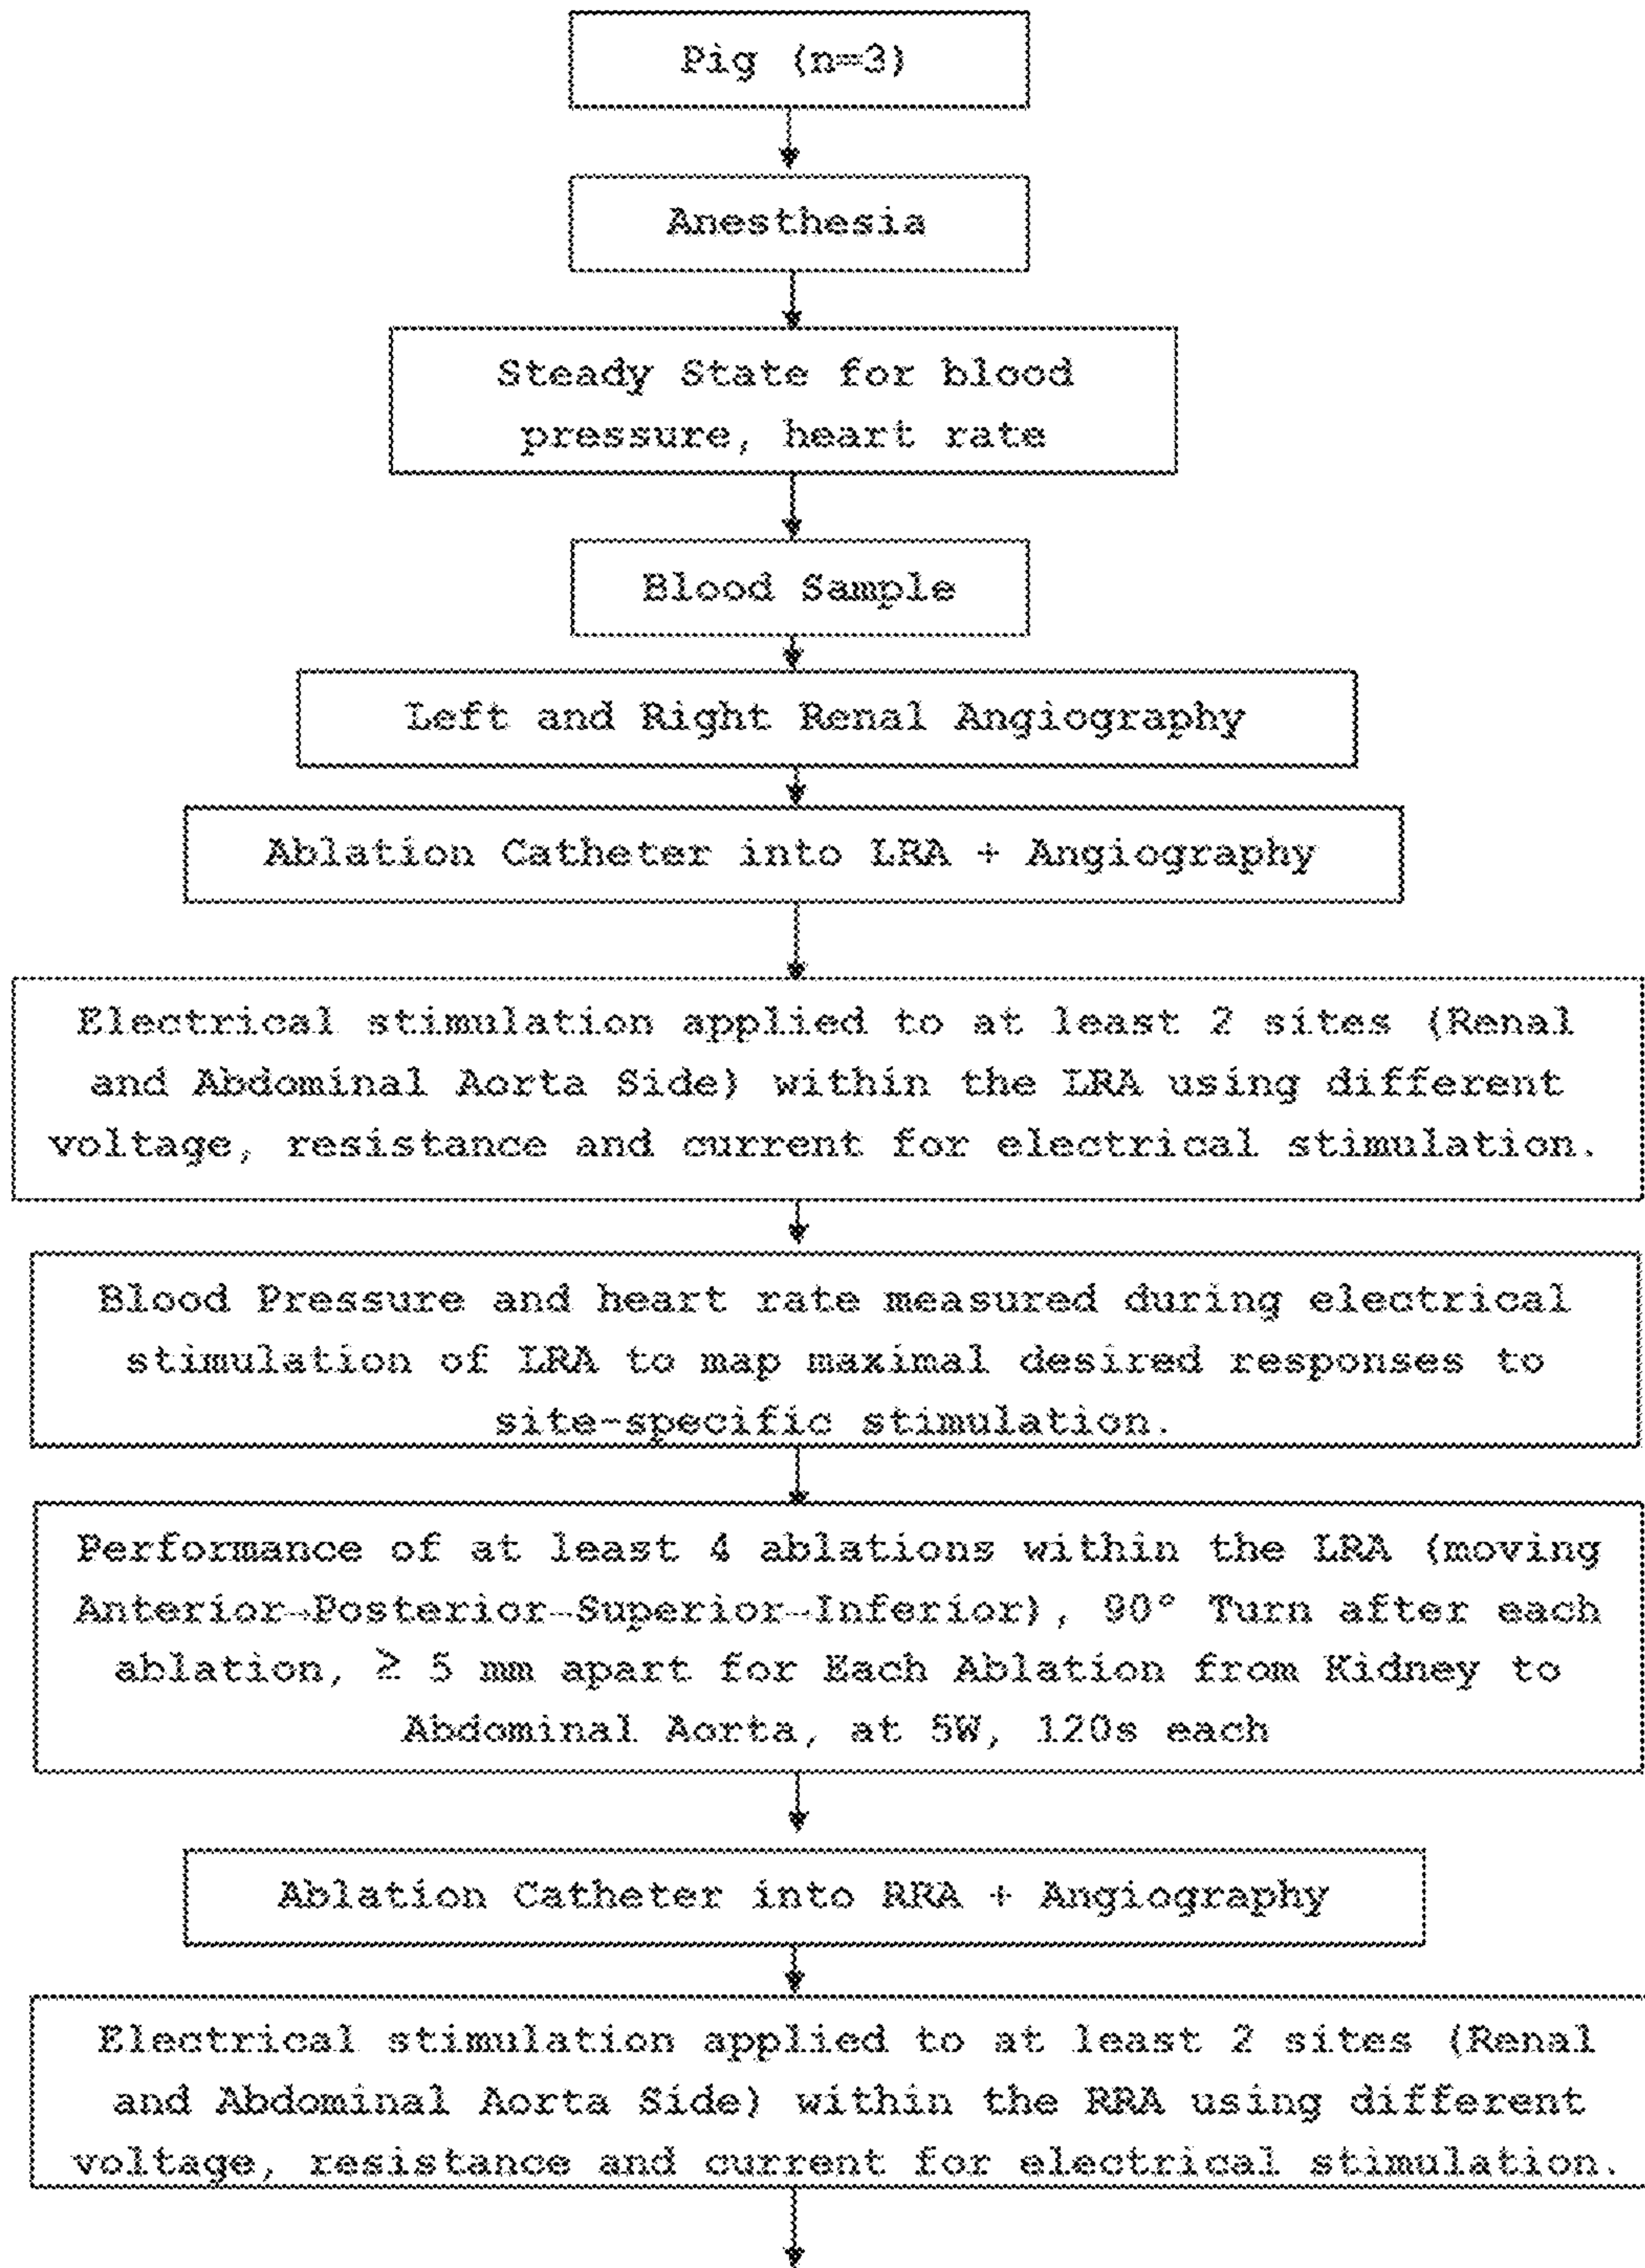 Pig (n=3)
Anesthesia
Steady State for blood
pressure, heart rate
Blood Sample
Left and Right Renal Angiography
Ablation Catheter into LRA + Angiography
Electrical stimulation applied to at least 2 sites (Renal
and Abdominal Aorta Side) within the LRA using different
voltage, resistance and current for electrical stimulation.
Blood Pressure and heart rate measured during electrical
stimulation of LRA to map maximal desired responses to
site-specific stimulation.
Performance of at least 4 ablations within the LRA (moving
Anterior→Posterior→Superior→Inferior), 90° Turn after each
ablation, ≥ 5 mm apart for Each Ablation from Kidney to
Abdominal Aorta, at 5W, 120s each
Ablation Catheter into RRA + Angiography
Electrical stimulation applied to at least 2 sites (Renal
and Abdominal Aorta Side) within the RRA using different
voltage, resistance and current for electrical stimulation.